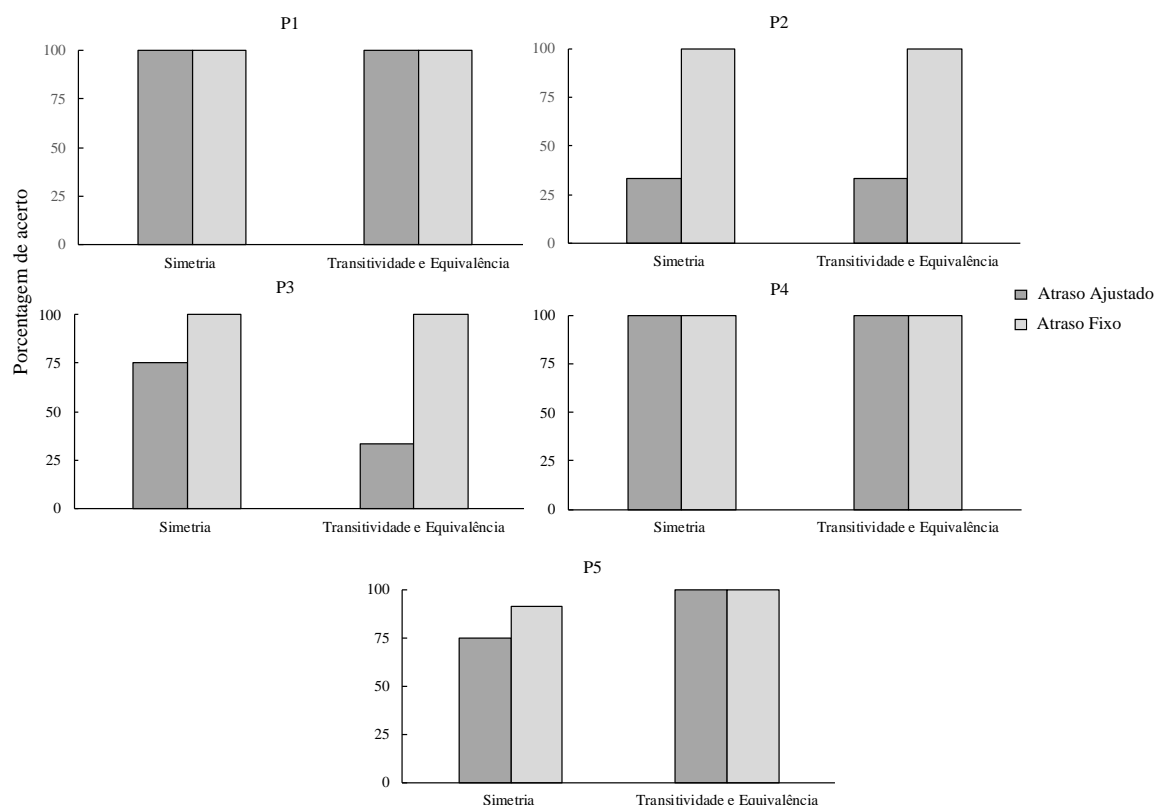 P1
100
75
50
25
0
Simetria
Transitividade e Equivalência
P2
100
75
50
25
0
Simetria
Transitividade e Equivalência
Porcentagem de acerto
P3
100
75
50
25
0
Simetria
Transitividade e Equivalência
P4
100
75
50
25
0
Simetria
Transitividade e Equivalência
Atraso Ajustado
Atraso Fixo
P5
100
75
50
25
0
Simetria
Transitividade e Equivalência